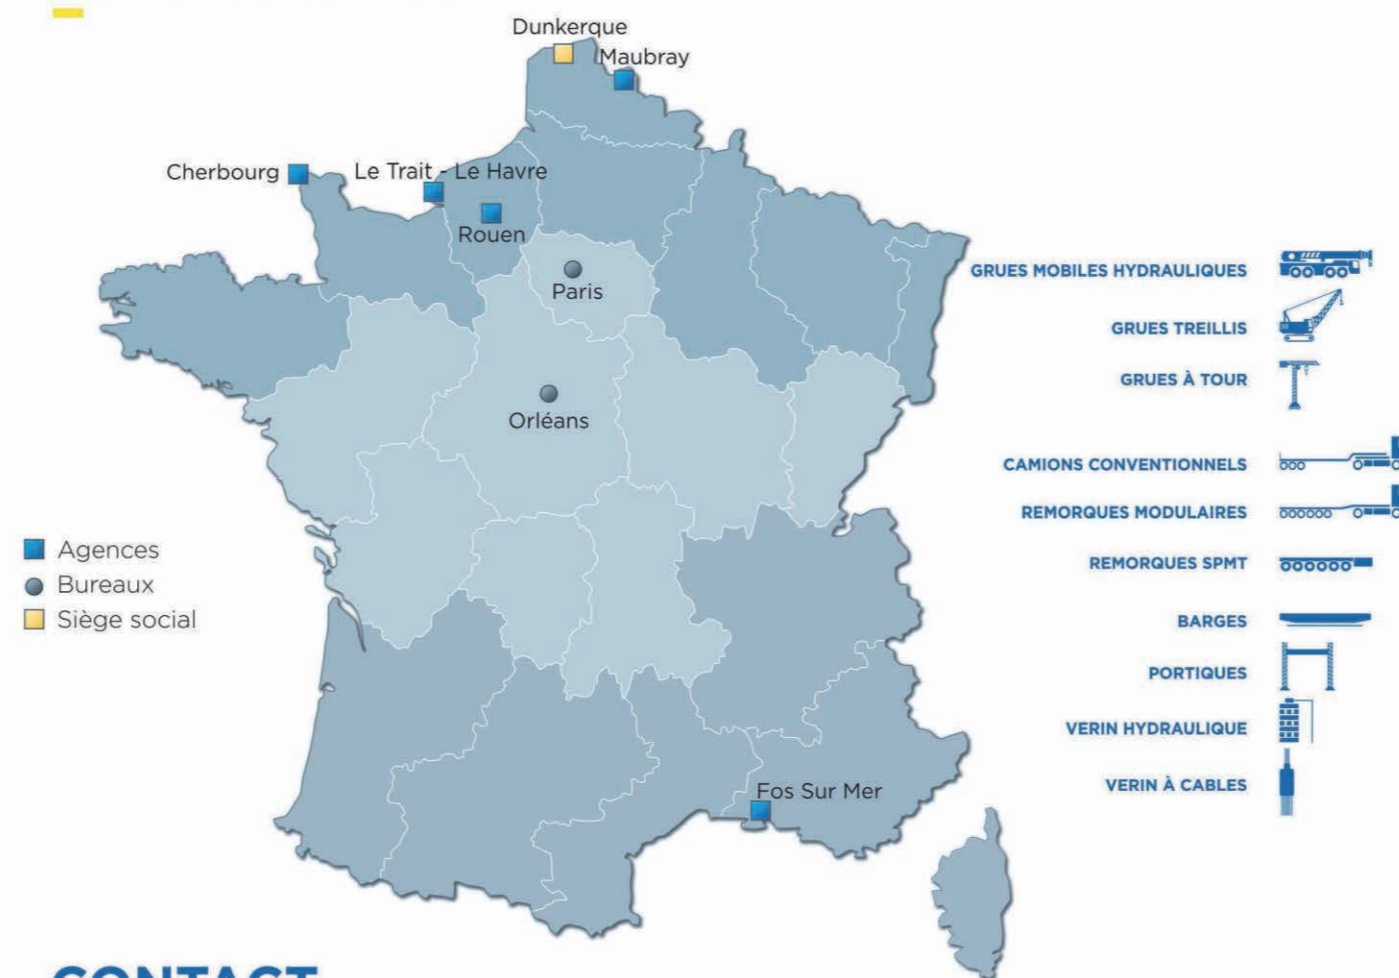 Dunkerque
Maubray
Cherbourg
Le Trait - Le Havre
Rouen
Paris
Orléans
Fos Sur Mer
Agences
Bureaux
Siège social
GRUES MOBILES HYDRAULIQUES
GRUES TREILLIS
GRUES À TOUR
CAMIONS CONVENTIONNELS
REMORQUES MODULAIRES
REMORQUES SPMT
BARGES
PORTIQUES
VERIN HYDRAULIQUE
VERIN À CABLES
CONTACT